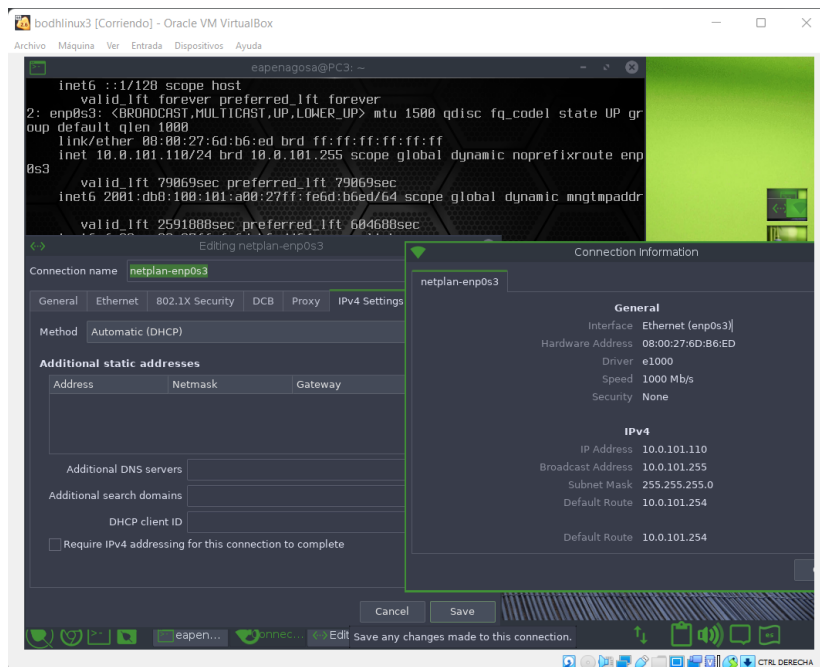 bodhlinux3 [Corriendo] - Oracle VM VirtualBox
Archivo Máquina Ver Entrada Dispositivos Ayuda
eapenagosa@PC3: ~
inet6 ::1/128 scope host
valid_lft forever preferred_lft forever
2: enp0s3: <BROADCAST,MULTICAST,UP,LOWER_UP> mtu 1500 qdisc fq_codel state UP gr
oup default qlen 1000
link/ether 08:00:27:6d:b6:ed brd ff:ff:ff:ff:ff:ff
inet 10.0.101.110/24 brd 10.0.101.255 scope global dynamic noprefixroute enp
0s3
valid_lft 79069sec preferred_lft 79069sec
inet6 2001:db8:100:101:a00:27ff:fe6d:b6ed/64 scope global dynamic mngtmpaddr
valid_lft 2591888sec preferred_lft 604688sec
Editing netplan-enp0s3
Connection name netplan-enp0s3
General Ethernet 802.1X Security DCB Proxy IPv4 Settings
Method Automatic (DHCP)
Additional static addresses
Address Netmask Gateway
Additional DNS servers
Additional search domains
DHCP client ID
Require IPv4 addressing for this connection to complete
Cancel Save
Connection Information
netplan-enp0s3
General
Interface Ethernet (enp0s3)
Hardware Address 08:00:27:6D:B6:ED
Driver e1000
Speed 1000 Mb/s
Security None
IPv4
IP Address 10.0.101.110
Broadcast Address 10.0.101.255
Subnet Mask 255.255.255.0
Default Route 10.0.101.254
Default Route 10.0.101.254
eapen... onnec... Edit
Save any changes made to this connection.
CTRL DERECHA